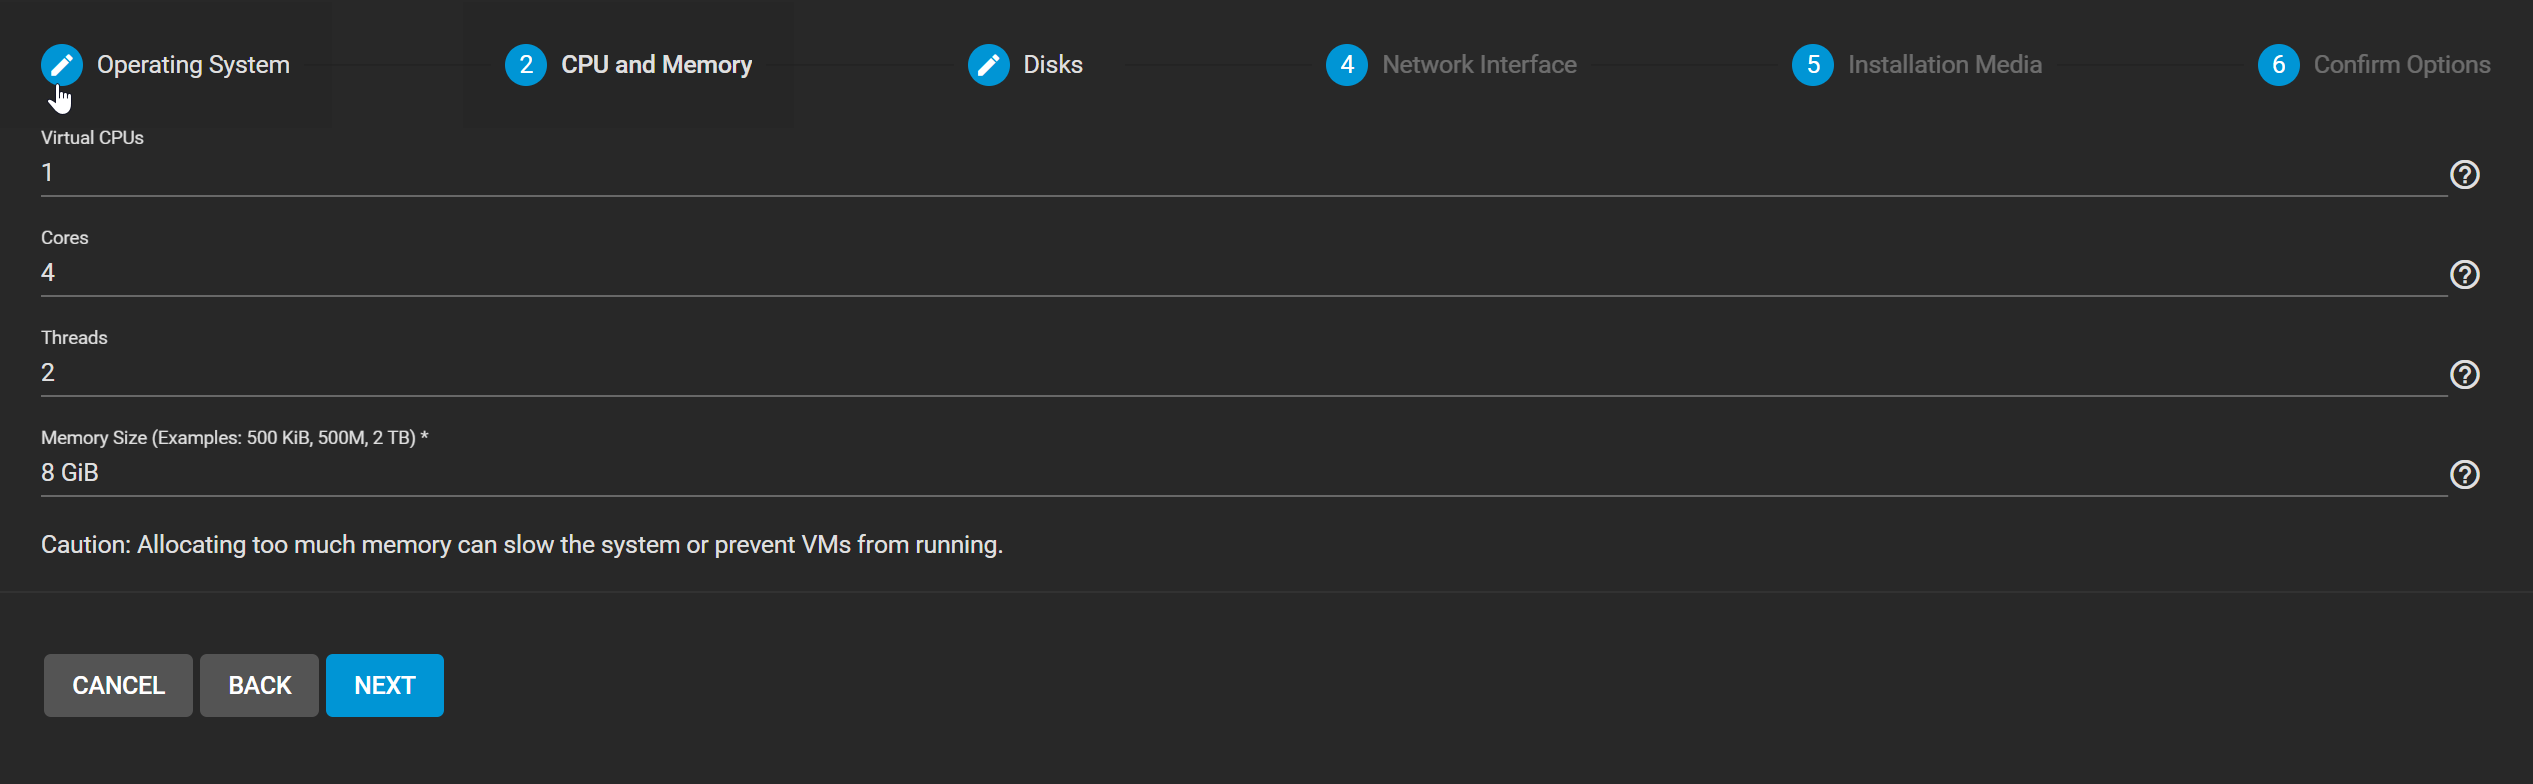 Operating System
2 CPU and Memory
Disks
4 Network Interface
5 Installation Media
6 Confirm Options
Virtual CPUs
1
Cores
4
Threads
2
Memory Size (Examples: 500 KiB, 500M, 2 TB) *
8 GiB
Caution: Allocating too much memory can slow the system or prevent VMs from running.
CANCEL
BACK
NEXT